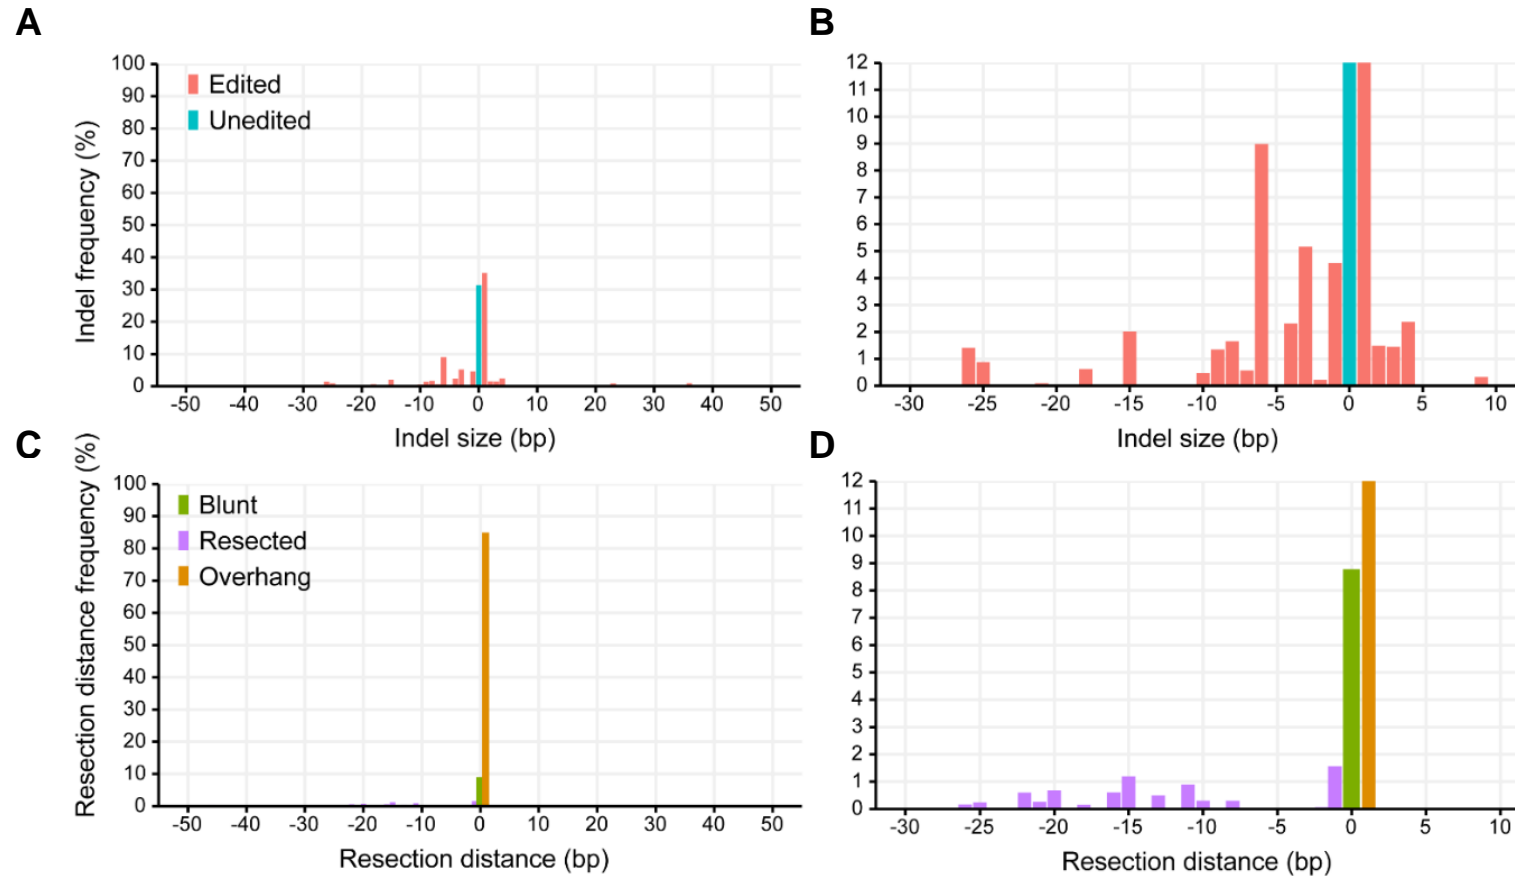 A
B
100
90
80
70
60
50
40
30
20
10
0
Edited
Unedited
Indel frequency (%)
-50 -40 -30 -20 -10 0 10 20 30 40 50
Indel size (bp)
12
11
10
9
8
7
6
5
4
3
2
1
0
-30 -25 -20 -15 -10 -5 0 5 10
Indel size (bp)
C
D
100
90
80
70
60
50
40
30
20
10
0
Blunt
Resected
Overhang
Resection distance frequency (%)
-50 -40 -30 -20 -10 0 10 20 30 40 50
Resection distance (bp)
12
11
10
9
8
7
6
5
4
3
2
1
0
-30 -25 -20 -15 -10 -5 0 5 10
Resection distance (bp)